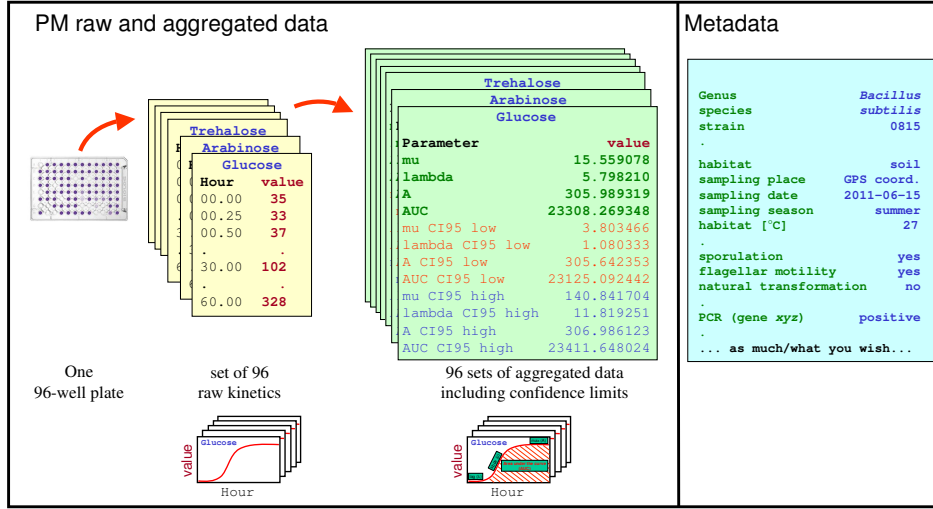 PM raw and aggregated data
Trehalose
Arabinose
Glucose
Hour value
00.00 35
00.25 33
00.50 37
. .
30.00 102
. .
60.00 328
Trehalose
Arabinose
Glucose
Parameter value
mu 15.559078
lambda 5.798210
A 305.989319
AUC 23308.269348
mu CI95 low 3.803466
lambda CI95 low 1.080333
A CI95 low 305.642353
AUC CI95 low 23125.092442
mu CI95 high 140.841704
lambda CI95 high 11.819251
A CI95 high 306.986123
AUC CI95 high 23411.648024
One
96-well plate
set of 96
raw kinetics
96 sets of aggregated data
including confidence limits
Glucose
value
Hour
Glucose
value
Hour
Metadata
Genus Bacillus
species subtilis
strain 0815
.
habitat soil
sampling place GPS coord.
sampling date 2011-06-15
sampling season summer
habitat [°C] 27
.
sporulation yes
flagellar motility yes
natural transformation no
.
PCR (gene xyz) positive
.
... as much/what you wish...